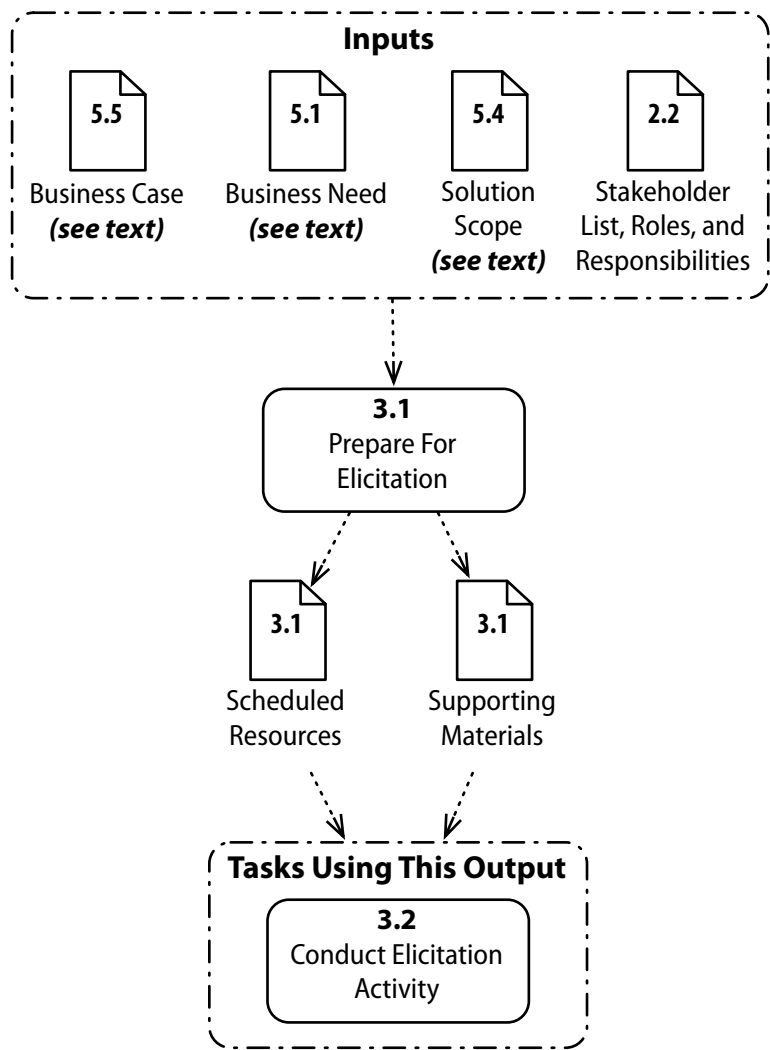 Inputs
5.5
Business Case
(see text)
5.1
Business Need
(see text)
5.4
Solution
Scope
(see text)
2.2
Stakeholder
List, Roles, and
Responsibilities
3.1
Prepare For
Elicitation
3.1
Scheduled
Resources
3.1
Supporting
Materials
Tasks Using This Output
3.2
Conduct Elicitation
Activity